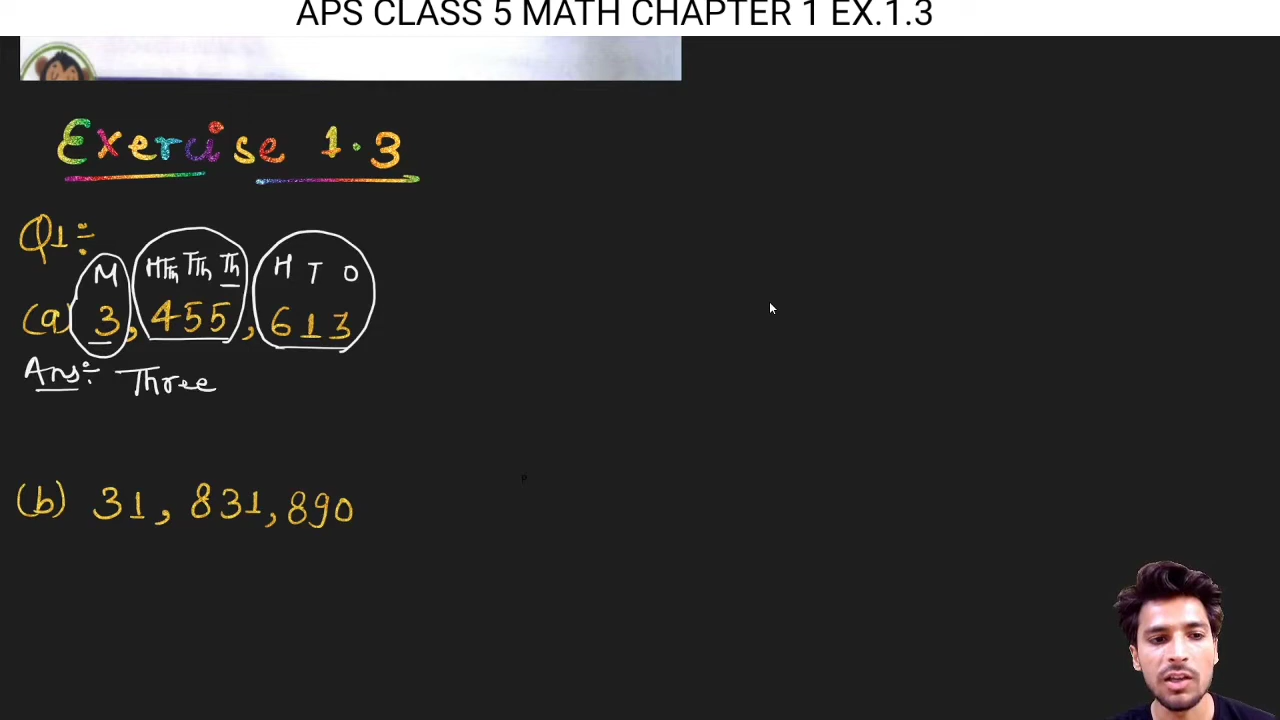 APS CLASS 5 MATH CHAPTER 1 EX.1.3
Exercise 1.3
Q1:
M HTh TTh Th H T O
(a) 3, 455, 613
Ans: Three
(b) 31, 831, 890